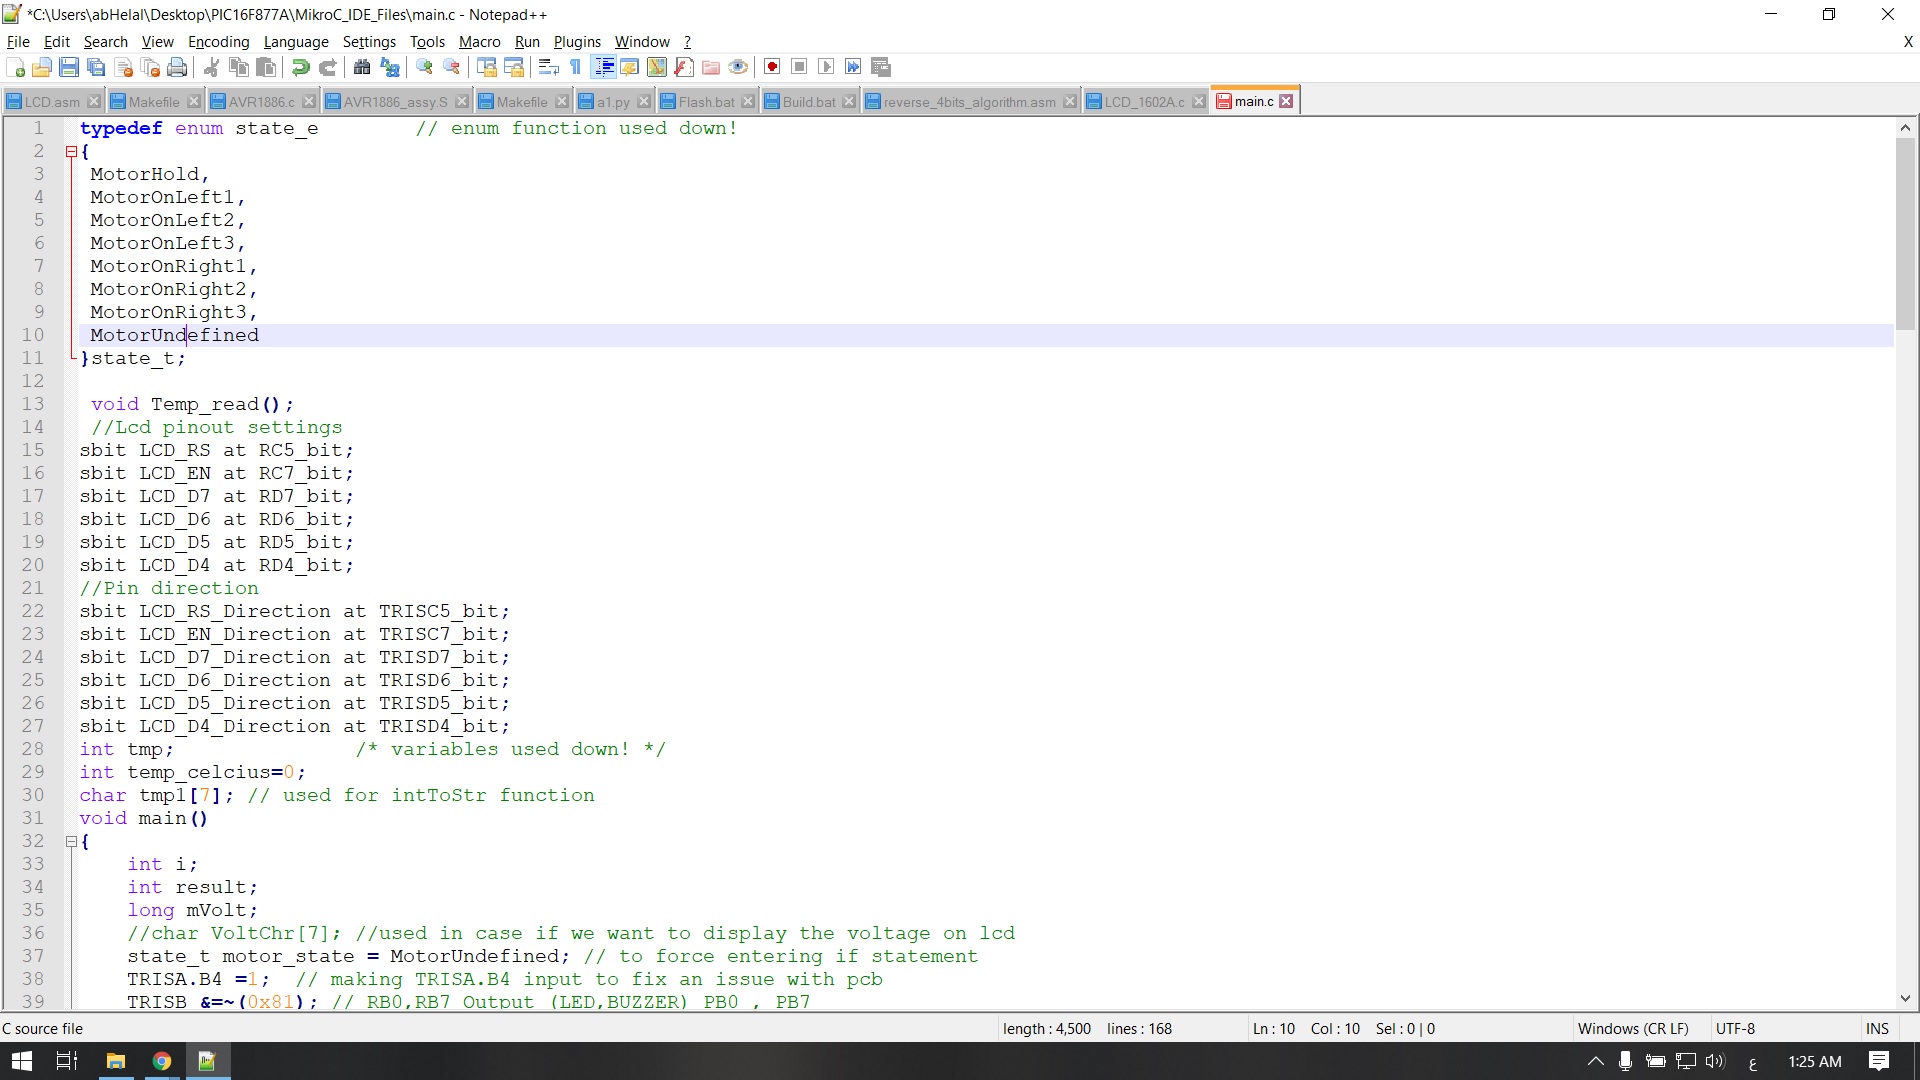 *C:\Users\abHelal\Desktop\PIC16F877A\MikroC_IDE_Files\main.c - Notepad++
File Edit Search View Encoding Language Settings Tools Macro Run Plugins Window ? X
LCD.asm Makefile AVR1886.c AVR1886_assy.S Makefile a1.py Flash.bat Build.bat reverse_4bits_algorithm.asm LCD_1602A.c main.c
1 typedef enum state_e // enum function used down!
2 {
3 MotorHold,
4 MotorOnLeft1,
5 MotorOnLeft2,
6 MotorOnLeft3,
7 MotorOnRight1,
8 MotorOnRight2,
9 MotorOnRight3,
10 MotorUndefined
11 }state_t;
12
13 void Temp_read();
14 //Lcd pinout settings
15 sbit LCD_RS at RC5_bit;
16 sbit LCD_EN at RC7_bit;
17 sbit LCD_D7 at RD7_bit;
18 sbit LCD_D6 at RD6_bit;
19 sbit LCD_D5 at RD5_bit;
20 sbit LCD_D4 at RD4_bit;
21 //Pin direction
22 sbit LCD_RS_Direction at TRISC5_bit;
23 sbit LCD_EN_Direction at TRISC7_bit;
24 sbit LCD_D7_Direction at TRISD7_bit;
25 sbit LCD_D6_Direction at TRISD6_bit;
26 sbit LCD_D5_Direction at TRISD5_bit;
27 sbit LCD_D4_Direction at TRISD4_bit;
28 int tmp; /* variables used down! */
29 int temp_celcius=0;
30 char tmp1[7]; // used for intToStr function
31 void main()
32 {
33 int i;
34 int result;
35 long mVolt;
36 //char VoltChr[7]; //used in case if we want to display the voltage on lcd
37 state_t motor_state = MotorUndefined; // to force entering if statement
38 TRISA.B4 =1; // making TRISA.B4 input to fix an issue with pcb
39 TRISB &=~(0x81); // RB0,RB7 Output (LED,BUZZER) PB0 , PB7
C source file length : 4,500 lines : 168 Ln : 10 Col : 10 Sel : 0 | 0 Windows (CR LF) UTF-8 INS
ع 1:25 AM